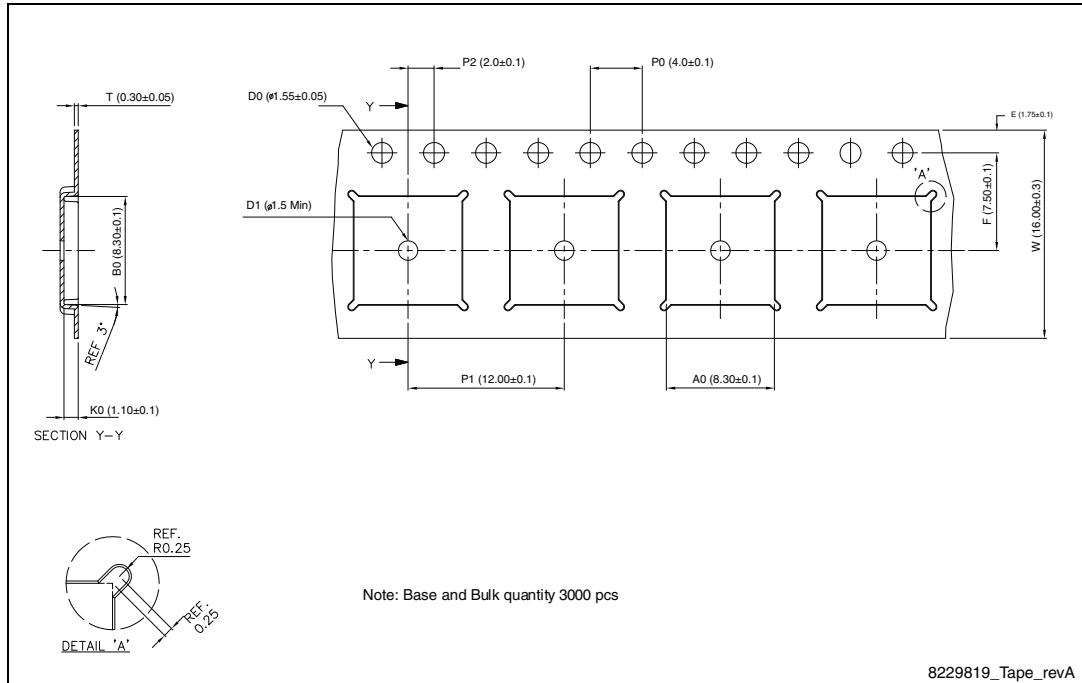 P2 (2.0±0.1)
P0 (4.0±0.1)
T (0.30±0.05)
D0 (ø1.55±0.05)
Y
E (1.75±0.1)
'A'
F (7.50±0.1)
W (16.00±0.3)
D1 (ø1.5 Min)
B0 (8.30±0.1)
REF 3°
Y
P1 (12.00±0.1)
A0 (8.30±0.1)
K0 (1.10±0.1)
SECTION Y-Y
REF.
R0.25
REF.
0.25
DETAIL 'A'
Note: Base and Bulk quantity 3000 pcs
8229819_Tape_revA